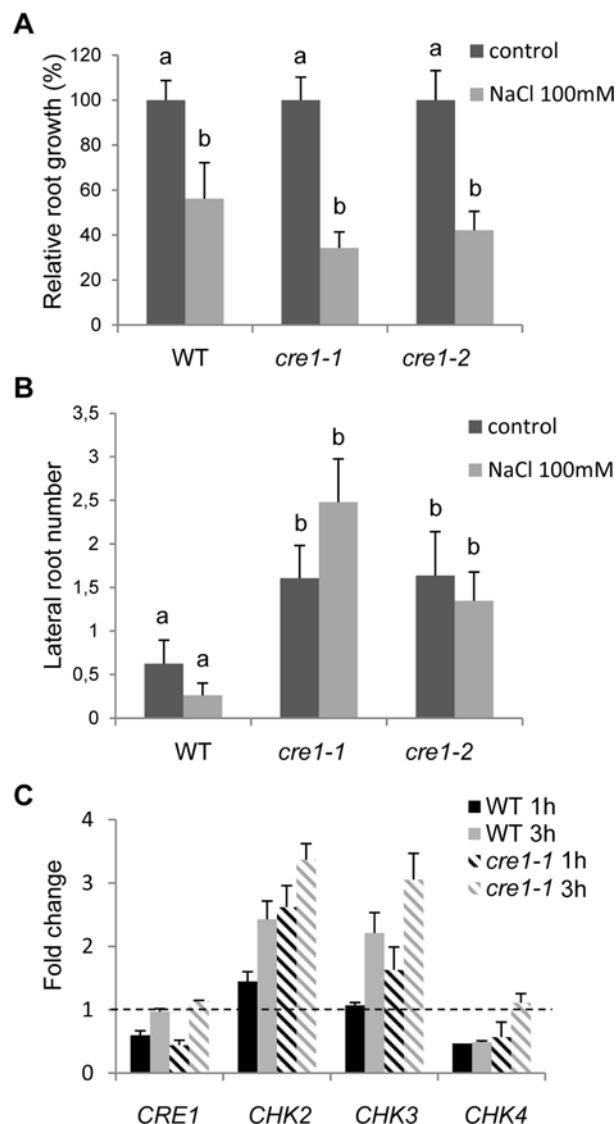 A
Relative root growth (%)
120
100
80
60
40
20
0
a
b
a
b
a
b
control
NaCl 100mM
WT
cre1-1
cre1-2
B
Lateral root number
3,5
3
2,5
2
1,5
1
0,5
0
a
a
b
b
b
b
control
NaCl 100mM
WT
cre1-1
cre1-2
C
Fold change
4
3
2
1
0
WT 1h
WT 3h
cre1-1 1h
cre1-1 3h
CRE1
CHK2
CHK3
CHK4